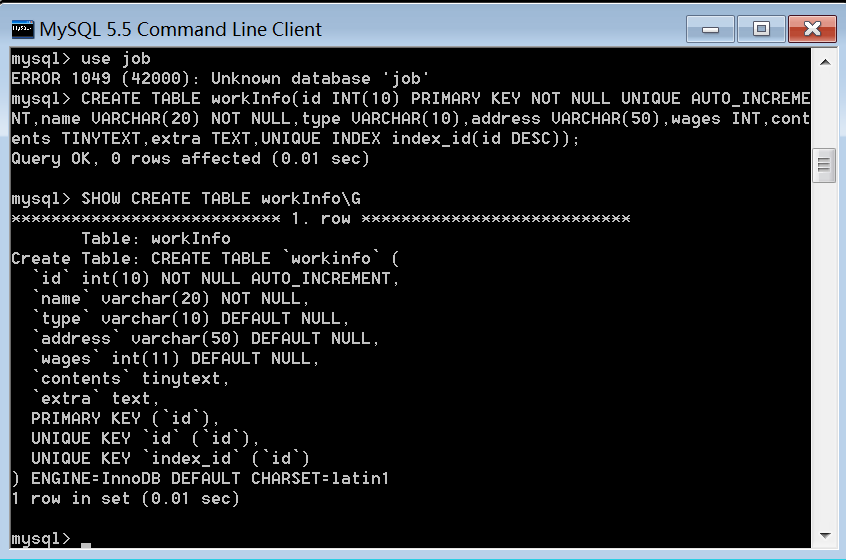 MySQL 5.5 Command Line Client
mysql> use job
ERROR 1049 (42000): Unknown database 'job'
mysql> CREATE TABLE workInfo(id INT(10) PRIMARY KEY NOT NULL UNIQUE AUTO_INCREME
NT,name VARCHAR(20) NOT NULL,type VARCHAR(10),address VARCHAR(50),wages INT,cont
ents TINYTEXT,extra TEXT,UNIQUE INDEX index_id(id DESC));
Query OK, 0 rows affected (0.01 sec)
mysql> SHOW CREATE TABLE workInfo\G
*************************** 1. row ***************************
       Table: workInfo
Create Table: CREATE TABLE `workinfo` (
  `id` int(10) NOT NULL AUTO_INCREMENT,
  `name` varchar(20) NOT NULL,
  `type` varchar(10) DEFAULT NULL,
  `address` varchar(50) DEFAULT NULL,
  `wages` int(11) DEFAULT NULL,
  `contents` tinytext,
  `extra` text,
  PRIMARY KEY (`id`),
  UNIQUE KEY `id` (`id`),
  UNIQUE KEY `index_id` (`id`)
) ENGINE=InnoDB DEFAULT CHARSET=latin1
1 row in set (0.01 sec)
mysql> _